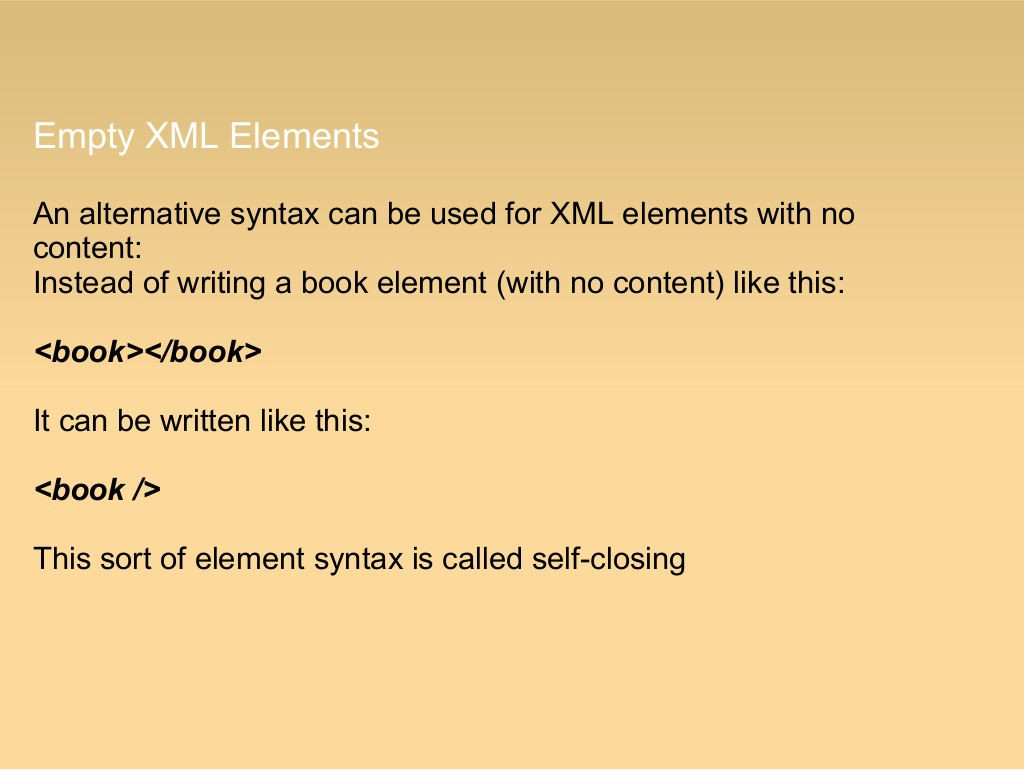 Empty XML Elements
An alternative syntax can be used for XML elements with no
content:
Instead of writing a book element (with no content) like this:
<book></book>
It can be written like this:
<book />
This sort of element syntax is called self-closing